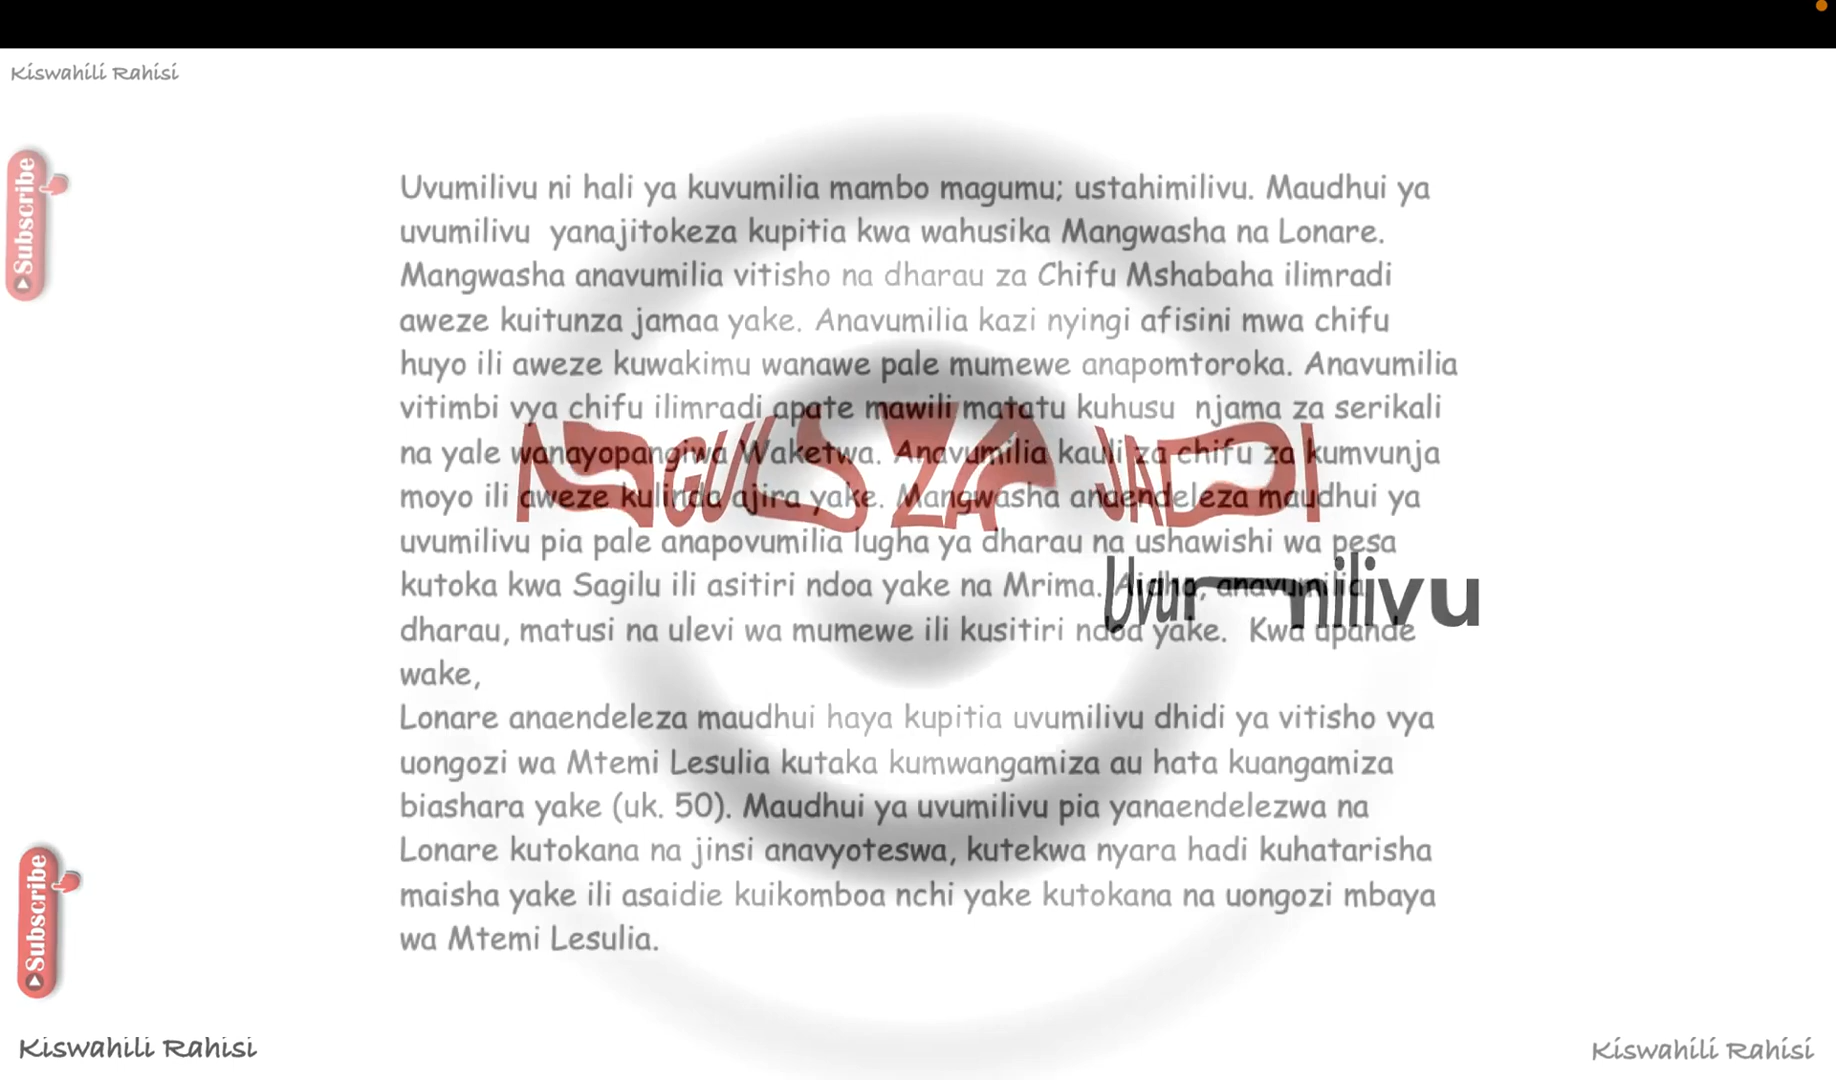 Kiswahili Rahisi
Subscribe
Uvumilivu ni hali ya kuvumilia mambo magumu; ustahimilivu. Maudhui ya
uvumilivu yanajitokeza kupitia kwa wahusika Mangwasha na Lonare.
Mangwasha anavumilia vitisho na dharau za Chifu Mshabaha ilimradi
aweze kuitunza jamaa yake. Anavumilia kazi nyingi afisini mwa chifu
huyo ili aweze kuwakimu wanawe pale mumewe anapomtoroka. Anavumilia
vitimbi vya chifu ilimradi apate mawili matatu kuhusu njama za serikali
na yale wanayopangiwa Waketwa. Anavumilia kauli za chifu za kumvunja
moyo ili aweze kulinda ajira yake. Mangwasha anaendeleza maudhui ya
uvumilivu pia pale anapovumilia lugha ya dharau na ushawishi wa pesa
kutoka kwa Sagilu ili asitiri ndoa yake na Mrima. Aidha, anavumilia
dharau, matusi na ulevi wa mumewe ili kusitiri ndoa yake. Kwa upande
wake,
Lonare anaendeleza maudhui haya kupitia uvumilivu dhidi ya vitisho vya
uongozi wa Mtemi Lesulia kutaka kumwangamiza au hata kuangamiza
biashara yake (uk. 50). Maudhui ya uvumilivu pia yanaendelezwa na
Lonare kutokana na jinsi anavyoteswa, kutekwa nyara hadi kuhatarisha
maisha yake ili asaidie kuikomboa nchi yake kutokana na uongozi mbaya
wa Mtemi Lesulia.
ZA JADI
Uvumilivu
Subscribe
Kiswahili Rahisi
Kiswahili Rahisi